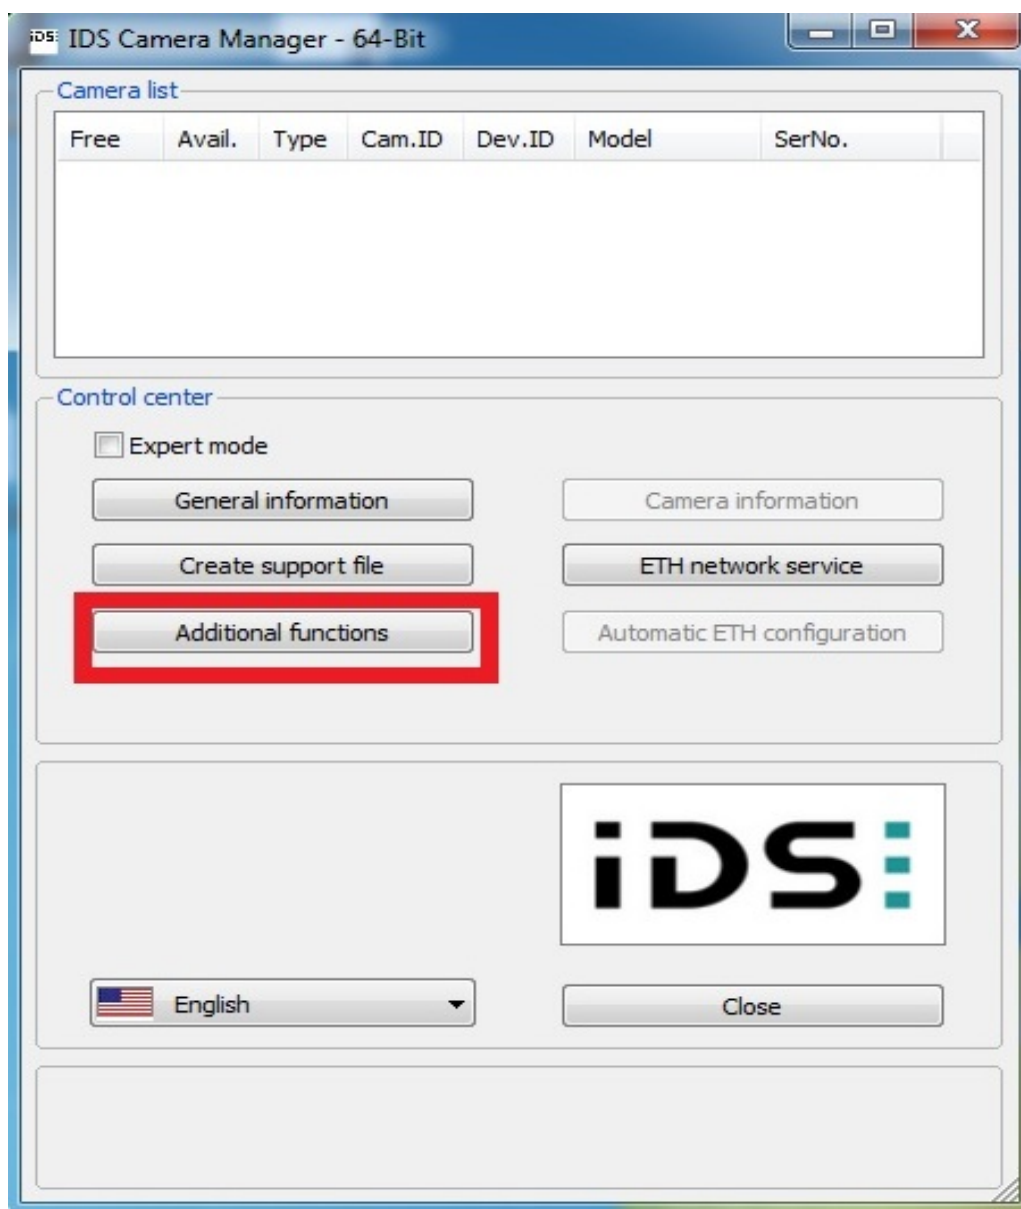 iDS: IDS Camera Manager - 64-Bit
Camera list
Free Avail. Type Cam.ID Dev.ID Model SerNo.
Control center
Expert mode
General information Camera information
Create support file ETH network service
Additional functions Automatic ETH configuration
iDS
English Close